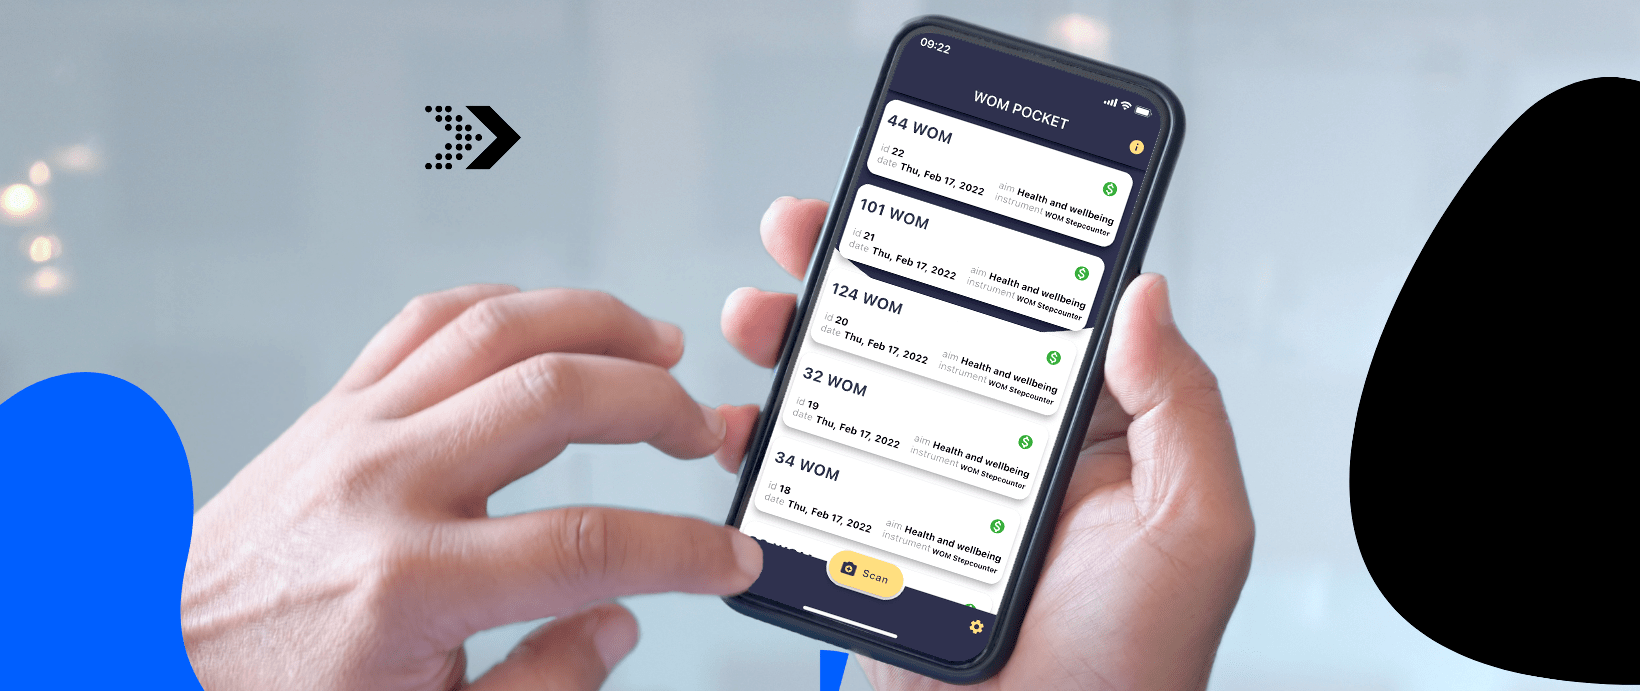 09:22
WOM POCKET
44 WOM
id 22
date Thu, Feb 17, 2022
aim Health and wellbeing
instrument WOM Stepcounter
101 WOM
id 21
date Thu, Feb 17, 2022
aim Health and wellbeing
instrument WOM Stepcounter
124 WOM
id 20
date Thu, Feb 17, 2022
aim Health and wellbeing
instrument WOM Stepcounter
32 WOM
id 19
date Thu, Feb 17, 2022
aim Health and wellbeing
instrument WOM Stepcounter
34 WOM
id 18
date Thu, Feb 17, 2022
aim Health and wellbeing
instrument WOM Stepcounter
Scan